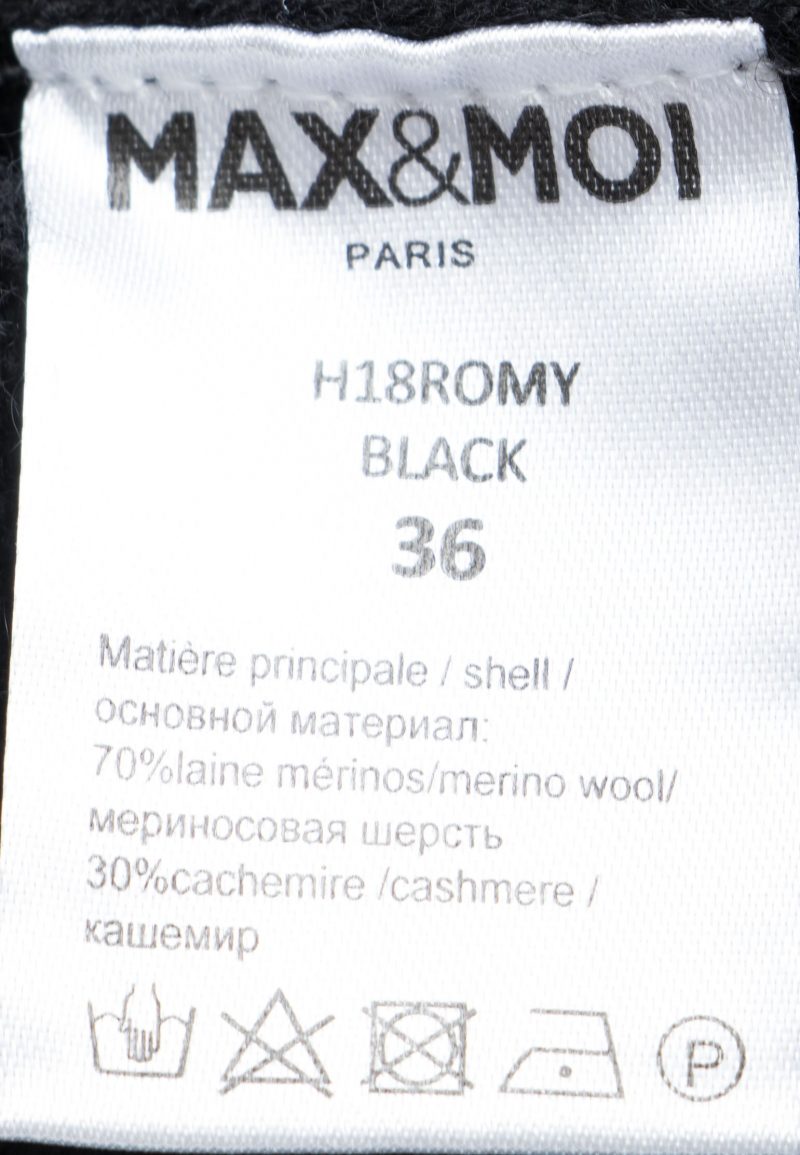 MAX&MOI
PARIS
H18ROMY
BLACK
36
Matière principale / shell /
основной материал:
70%laine mérinos/merino wool/
мериносовая шерсть
30%cachemire /cashmere /
кашемир
P